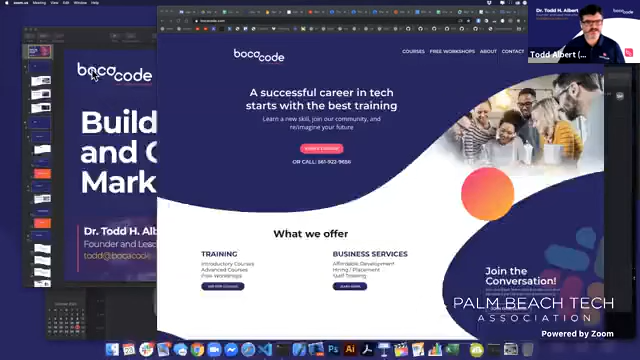 Dr. Todd H. Albert
Todd Albert (...
bocacode
COURSES FREE WORKSHOPS ABOUT CONTACT
bocacode
A successful career in tech
starts with the best training
Learn a new skill, join our community, and
re/imagine your future
OR CALL: 561-922-9656
Build
and C
Mark
Dr. Todd H. Alb
Founder and Lead
todd@bocacode
What we offer
TRAINING
Introductory Courses
Advanced Courses
Free Workshops
BUSINESS SERVICES
Affordable Development
Hiring / Placement
Staff Training
Join the
Conversation!
PALM BEACH TECH
ASSOCIATION
Powered by Zoom